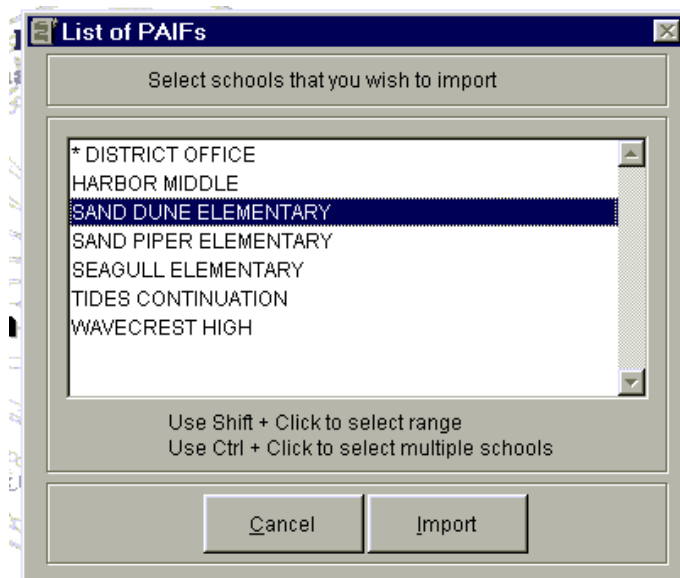 List of PAIFs
Select schools that you wish to import
* DISTRICT OFFICE
HARBOR MIDDLE
SAND DUNE ELEMENTARY
SAND PIPER ELEMENTARY
SEAGULL ELEMENTARY
TIDES CONTINUATION
WAVECREST HIGH
Use Shift + Click to select range
Use Ctrl + Click to select multiple schools
Cancel Import